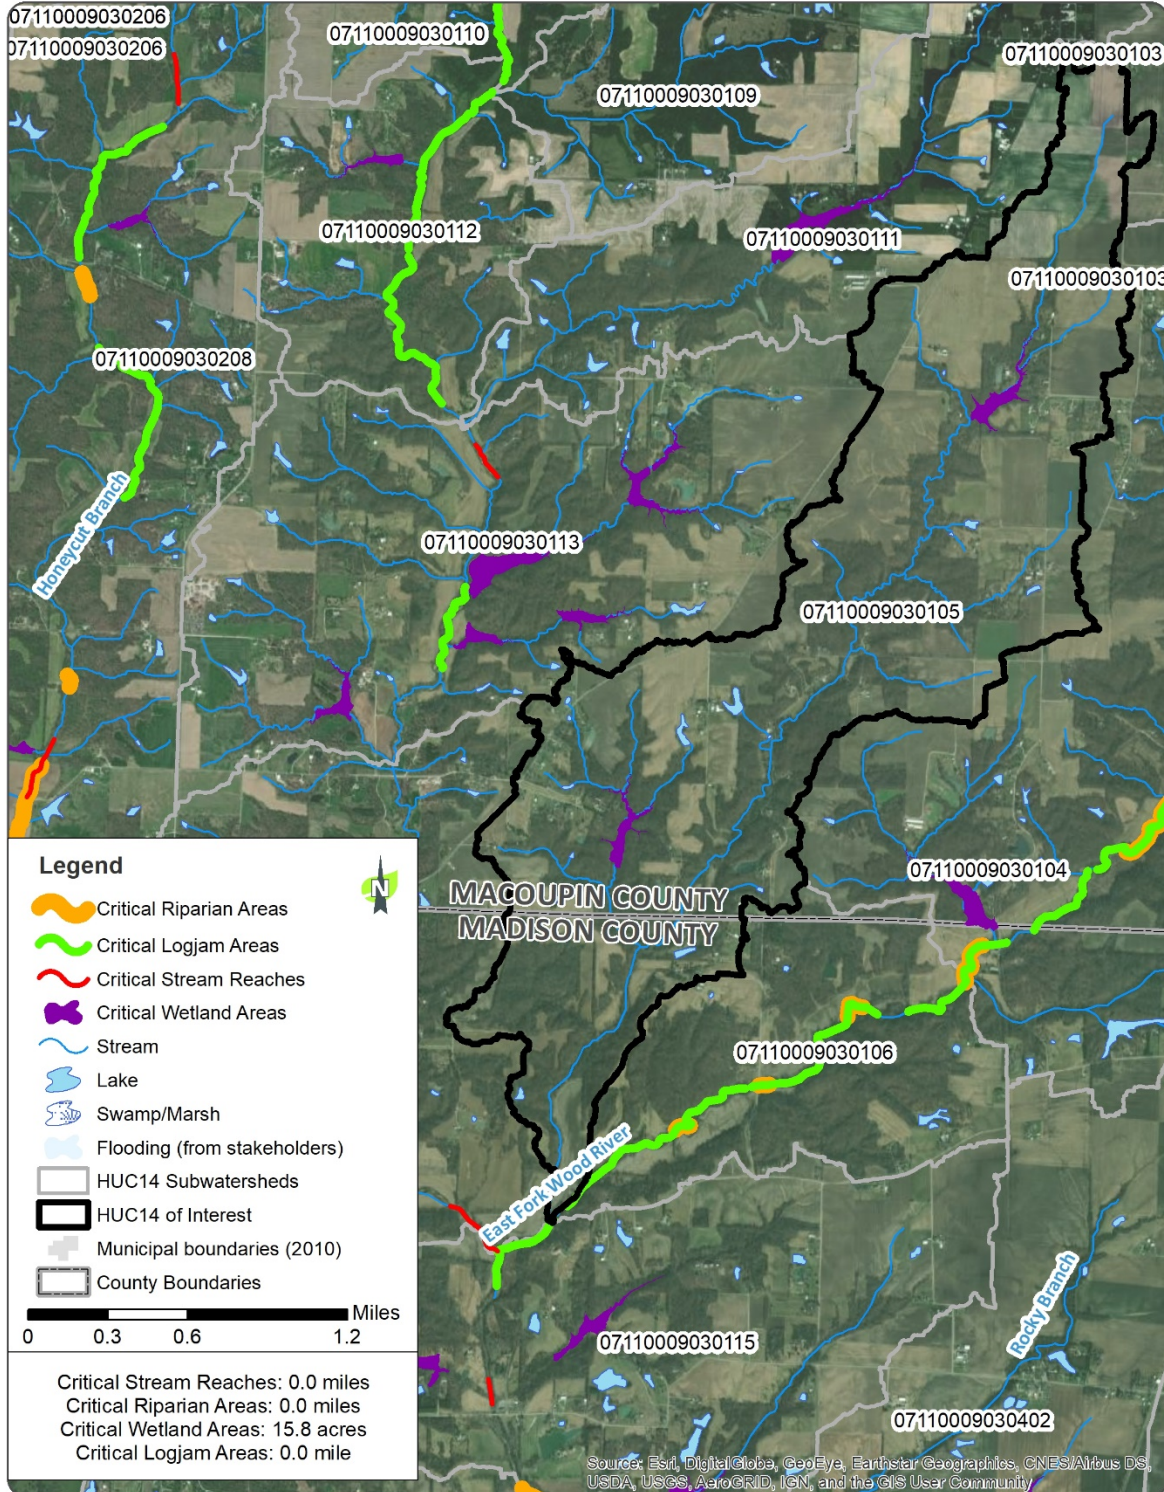 07110009030206
07110009030206
07110009030110
07110009030103
07110009030109
07110009030112
07110009030111
07110009030103
07110009030208
Honeycut Branch
07110009030113
07110009030105
Legend
N
Critical Riparian Areas
Critical Logjam Areas
Critical Stream Reaches
Critical Wetland Areas
Stream
Lake
Swamp/Marsh
Flooding (from stakeholders)
HUC14 Subwatersheds
HUC14 of Interest
Municipal boundaries (2010)
County Boundaries
Miles
0 0.3 0.6 1.2
Critical Stream Reaches: 0.0 miles
Critical Riparian Areas: 0.0 miles
Critical Wetland Areas: 15.8 acres
Critical Logjam Areas: 0.0 mile
07110009030104
MACOUPIN COUNTY
MADISON COUNTY
07110009030106
East Fork Wood River
Rocky Branch
07110009030115
07110009030402
Source: Esri, DigitalGlobe, GeoEye, Earthstar Geographics, CNES/Airbus DS,
USDA, USGS, AeroGRID, IGN, and the GIS User Community